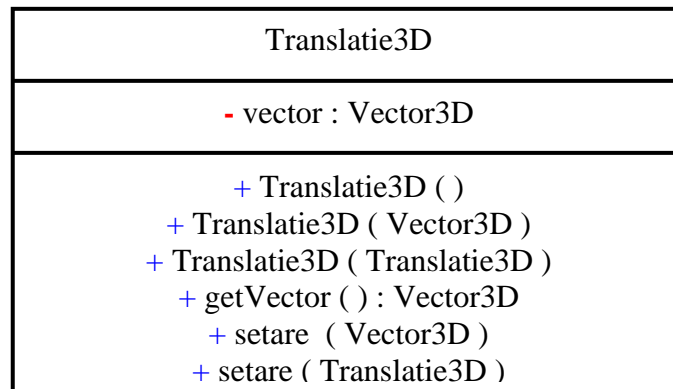 Translatie3D
- vector : Vector3D
+ Translatie3D ( )
+ Translatie3D ( Vector3D )
+ Translatie3D ( Translatie3D )
+ getVector ( ) : Vector3D
+ setare ( Vector3D )
+ setare ( Translatie3D )